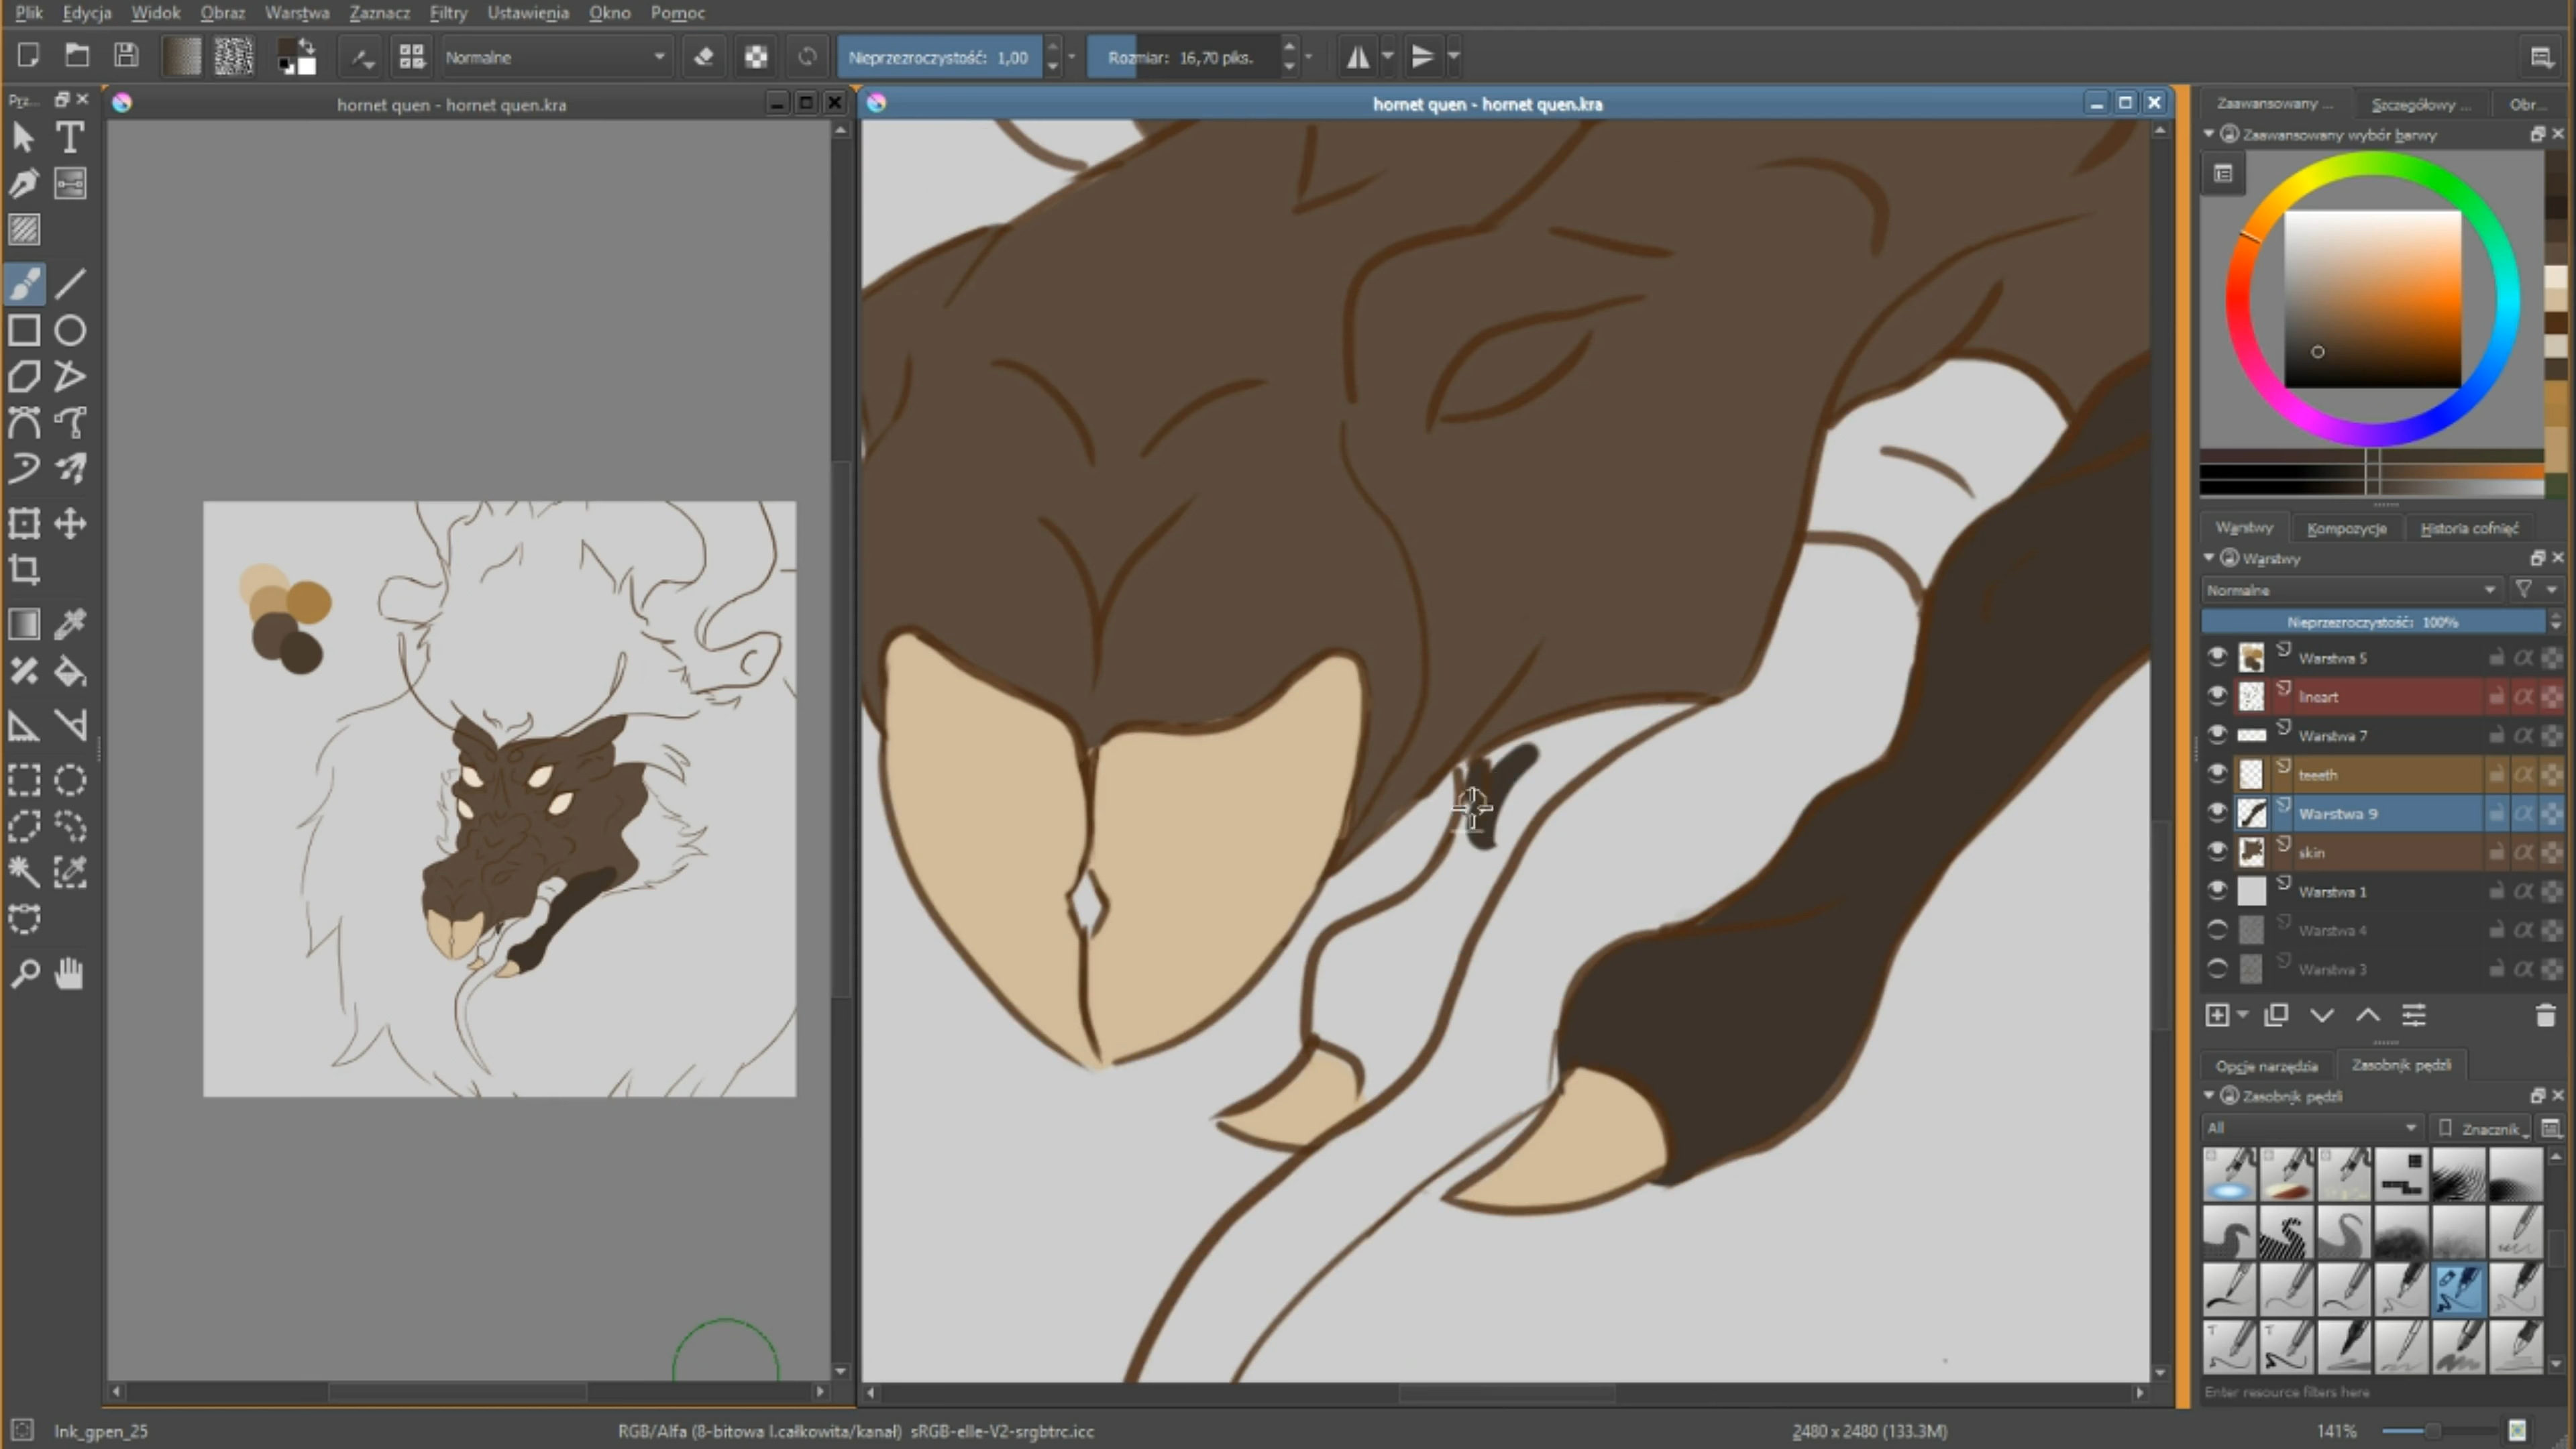 Plik Edycja Widok Obraz Warstwa Zaznacz Filtry Ustawienia Okno Pomoc
Normalne Nieprzezroczystość: 1,00 Rozmiar: 16,70 piks.
Prz... hornet quen - hornet quen.kra hornet quen - hornet quen.kra
Zaawansowany ... Szczegółowy ... Obr...
Zaawansowany wybór barwy
Warstwy Kompozycje Historia cofnięć
Warstwy
Normalne
Nieprzezroczystość: 100%
Warstwa 5
lineart
Warstwa 7
teeeth
Warstwa 9
skin
Warstwa 1
Warstwa 4
Warstwa 3
Opcje narzędzia Zasobnik pędzli
Zasobnik pędzli
All Znacznik
Enter resource filters here
Ink_gpen_25 RGB/Alfa (8-bitowa l.całkowita/kanał) sRGB-elle-V2-srgbtrc.icc 2480 x 2480 (133.3M) 141%